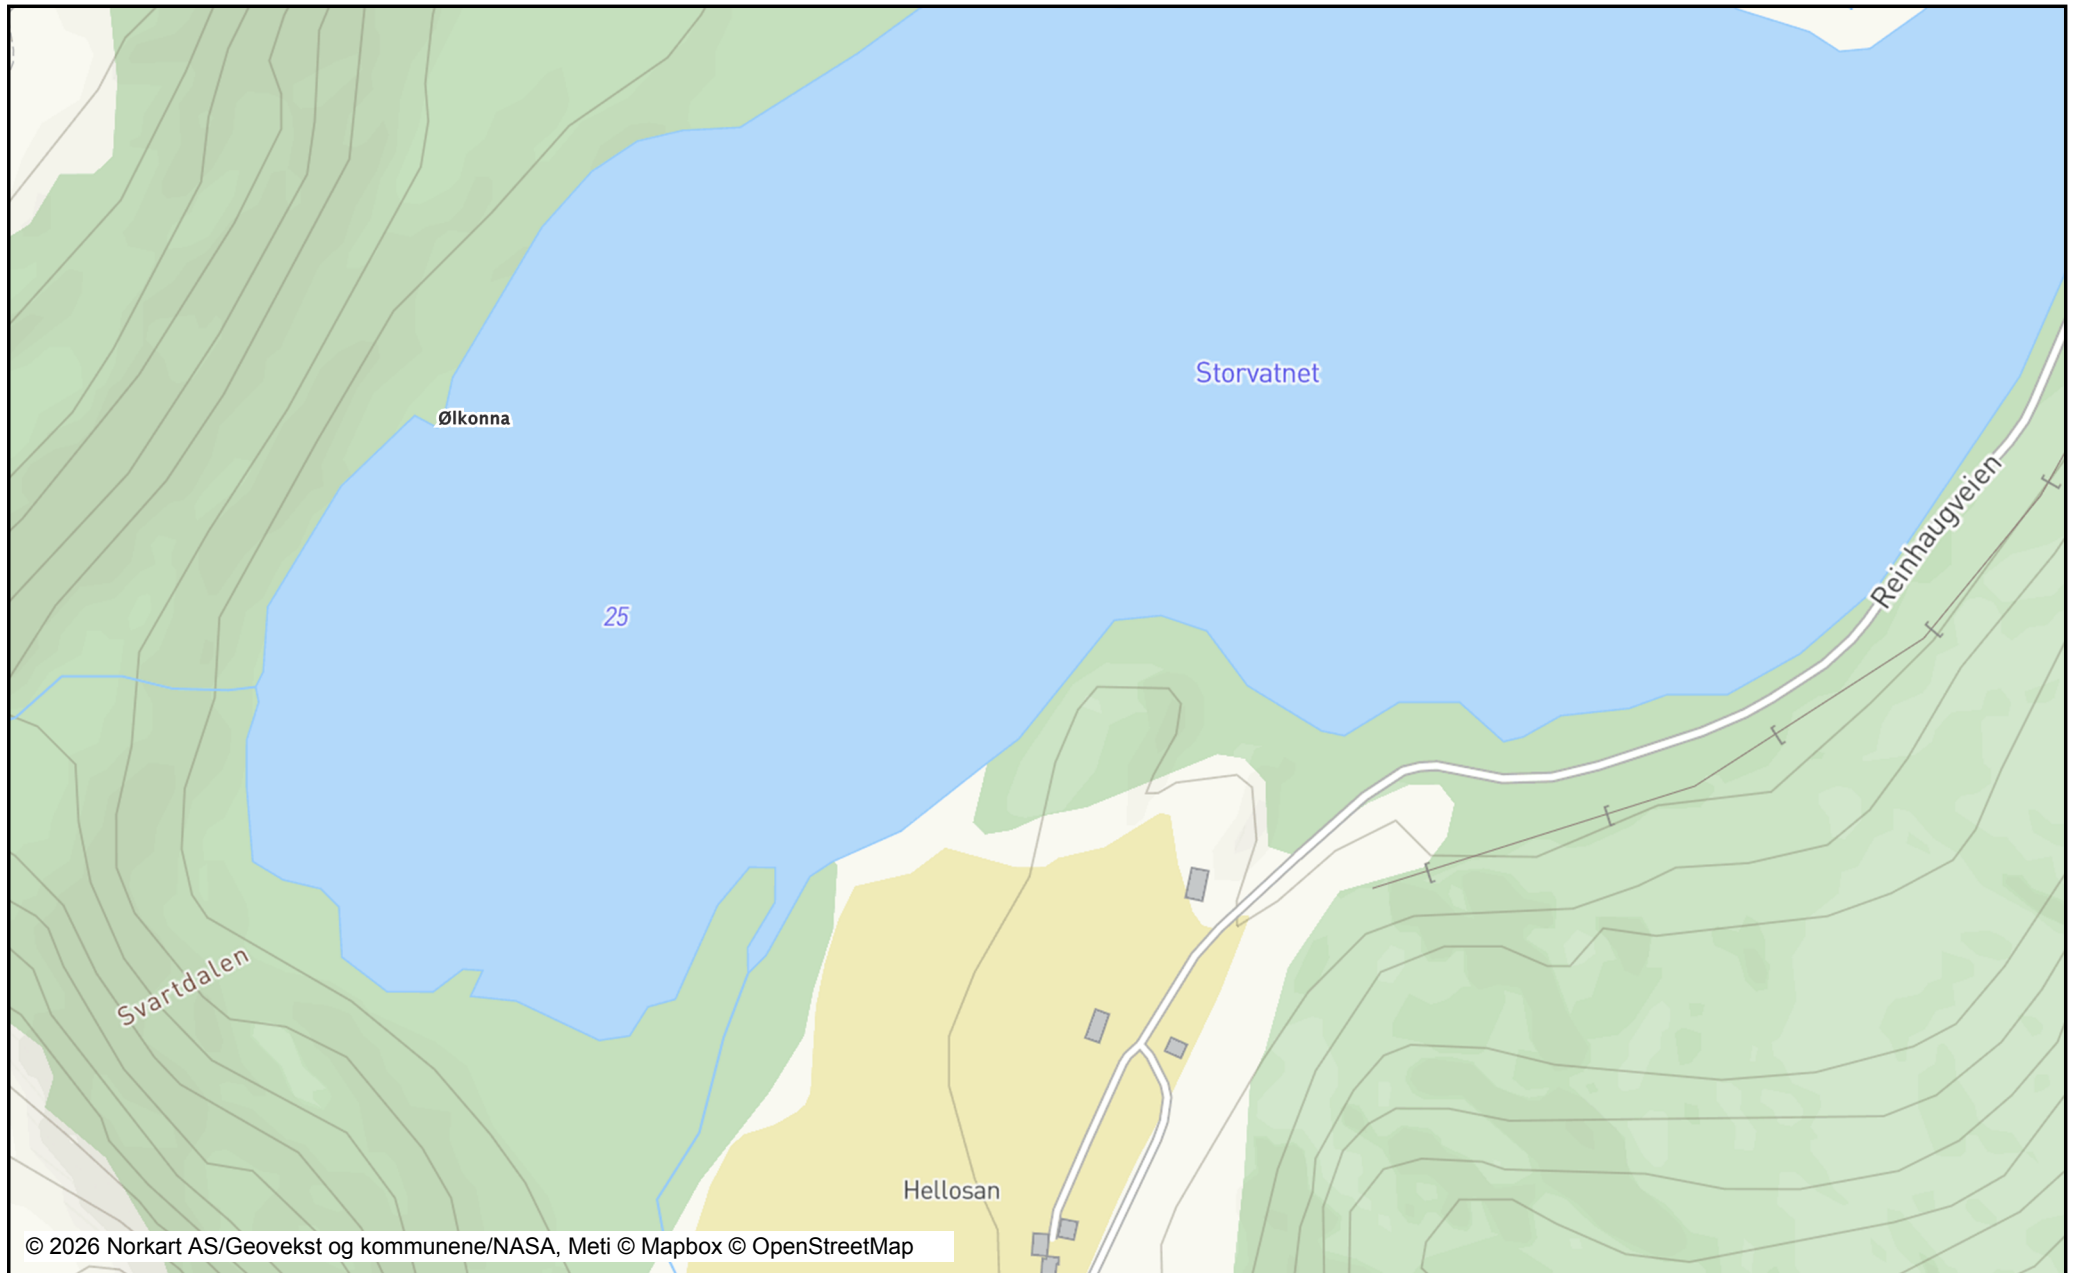 Storvatnet
Ølkonna
Reinhaugveien
25
Svartdalen
Hellosan
© 2026 Norkart AS/Geovekst og kommunene/NASA, Meti © Mapbox © OpenStreetMap